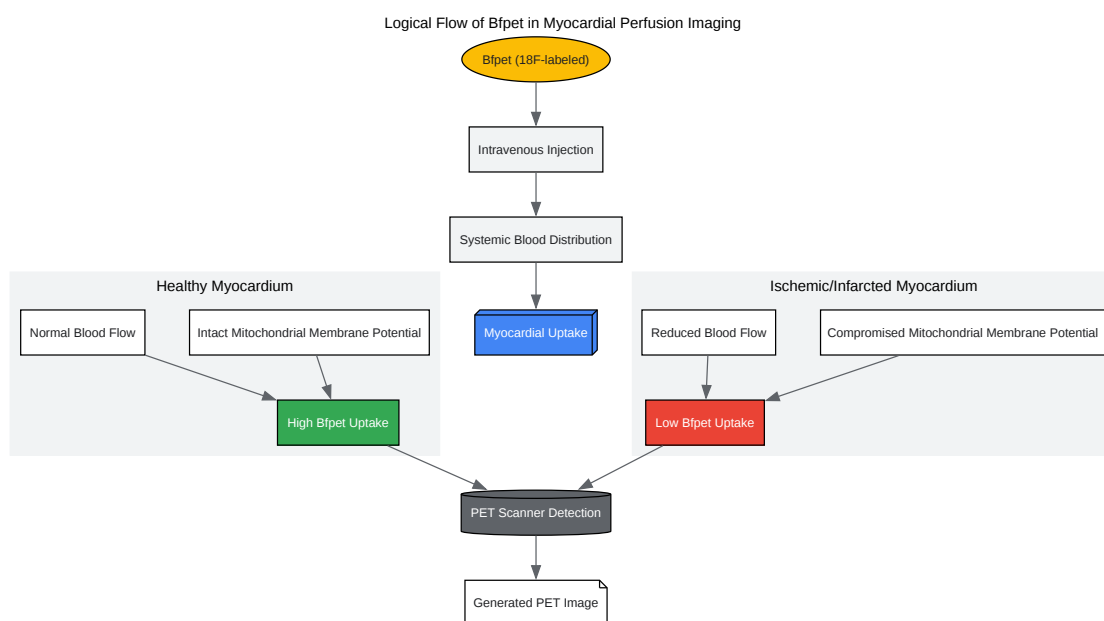 Logical Flow of Bfpet in Myocardial Perfusion Imaging
Bfpet (18F-labeled)
Intravenous Injection
Systemic Blood Distribution
Healthy Myocardium
Ischemic/Infarcted Myocardium
Normal Blood Flow
Intact Mitochondrial Membrane Potential
Myocardial Uptake
Reduced Blood Flow
Compromised Mitochondrial Membrane Potential
High Bfpet Uptake
Low Bfpet Uptake
PET Scanner Detection
Generated PET Image